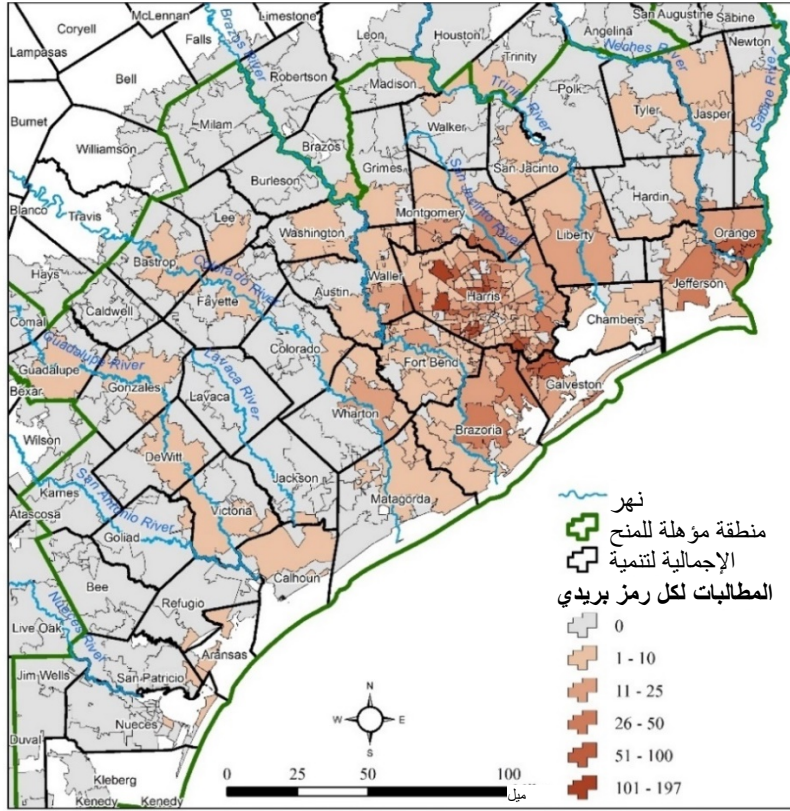 McLennan
Limestone
San Augustine
Sabine
Coryell
Falls
Leon
Houston
Angelina
Brazos River
Neches River
Newton
Lampasas
Robertson
Trinity
Madison
Trinity River
Polk
Bell
Tyler
Jasper
Sabine River
Milam
Walker
Burnet
Brazos
San Jacinto
Williamson
Grimes
Burleson
San Jacinto River
Hardin
Blanco
Travis
Lee
Washington
Montgomery
Liberty
Orange
Bastrop
Hays
Colorado River
Waller
Harris
Jefferson
Fayette
Austin
Chambers
Caldwell
Comal
Guadalupe River
Lavaca River
Colorado
Fort Bend
Guadalupe
Gonzales
Galveston
Bexar
Lavaca
Wharton
Brazoria
Wilson
DeWitt
Jackson
Karnes
San Antonio River
Matagorda
Atascosa
Victoria
Goliad
Calhoun
Bee
Refugio
Live Oak
Nueces River
Aransas
Jim Wells
San Patricio
Nueces
Duval
Kleberg
Kenedy
Kenedy
نهر
منطقة مؤهلة للمنح
الإجمالية لتنمية
المطالبات لكل رمز بريدي
0
1 - 10
11 - 25
26 - 50
51 - 100
101 - 197
N
W E
S
0 25 50 100
ميل